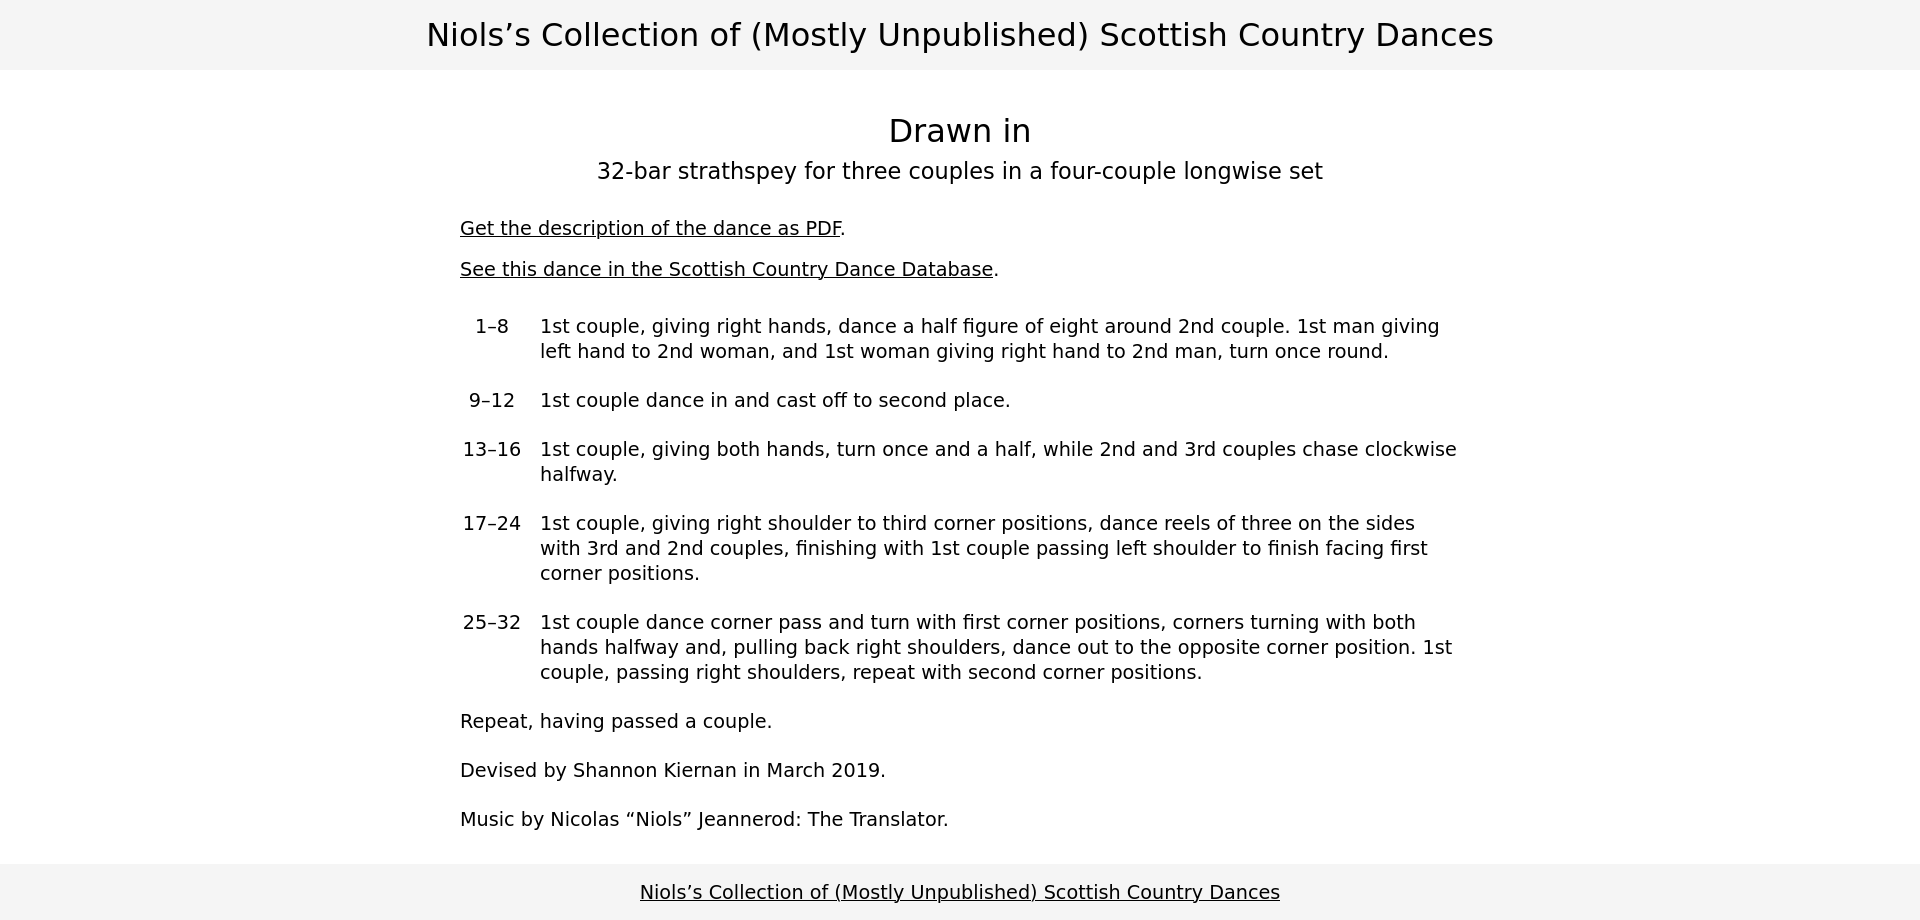 Niols’s Collection of (Mostly Unpublished) Scottish Country Dances
Drawn in
32-bar strathspey for three couples in a four-couple longwise set
Get the description of the dance as PDF.
See this dance in the Scottish Country Dance Database.
1–8 1st couple, giving right hands, dance a half figure of eight around 2nd couple. 1st man giving
left hand to 2nd woman, and 1st woman giving right hand to 2nd man, turn once round.
9–12 1st couple dance in and cast off to second place.
13–16 1st couple, giving both hands, turn once and a half, while 2nd and 3rd couples chase clockwise
halfway.
17–24 1st couple, giving right shoulder to third corner positions, dance reels of three on the sides
with 3rd and 2nd couples, finishing with 1st couple passing left shoulder to finish facing first
corner positions.
25–32 1st couple dance corner pass and turn with first corner positions, corners turning with both
hands halfway and, pulling back right shoulders, dance out to the opposite corner position. 1st
couple, passing right shoulders, repeat with second corner positions.
Repeat, having passed a couple.
Devised by Shannon Kiernan in March 2019.
Music by Nicolas “Niols” Jeannerod: The Translator.
Niols’s Collection of (Mostly Unpublished) Scottish Country Dances